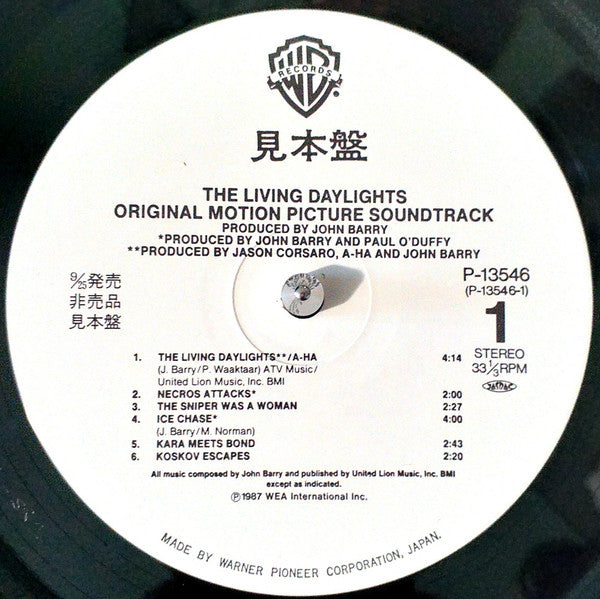 WB
RECORDS
®
見本盤
THE LIVING DAYLIGHTS
ORIGINAL MOTION PICTURE SOUNDTRACK
PRODUCED BY JOHN BARRY
*PRODUCED BY JOHN BARRY AND PAUL O'DUFFY
**PRODUCED BY JASON CORSARO, A-HA AND JOHN BARRY
9/25発売
非売品
見本盤
P-13546
(P-13546-1)
1
STEREO
33 1/3 RPM
JASRAC
1. THE LIVING DAYLIGHTS**/A-HA 4:14
(J. Barry/P. Waaktaar) ATV Music/
United Lion Music, Inc. BMI
2. NECROS ATTACKS* 2:00
3. THE SNIPER WAS A WOMAN 2:27
4. ICE CHASE* 4:00
(J. Barry/M. Norman)
5. KARA MEETS BOND 2:43
6. KOSKOV ESCAPES 2:20
All music composed by John Barry and published by United Lion Music, Inc. BMI
except as indicated.
℗1987 WEA International Inc.
MADE BY WARNER PIONEER CORPORATION, JAPAN.